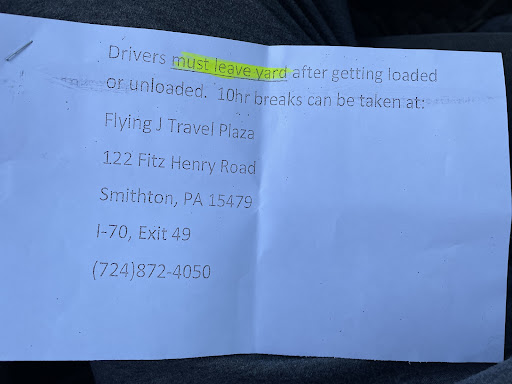 Drivers must leave yard after getting loaded
or unloaded. 10hr breaks can be taken at:
Flying J Travel Plaza
122 Fitz Henry Road
Smithton, PA 15479
I-70, Exit 49
(724)872-4050